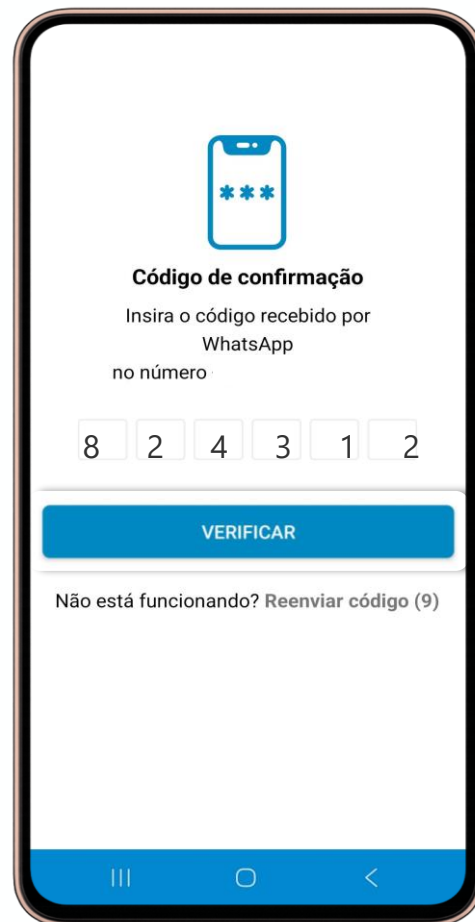 ***
Código de confirmação
Insira o código recebido por
WhatsApp
no número
8 2 4 3 1 2
VERIFICAR
Não está funcionando? Reenviar código (9)